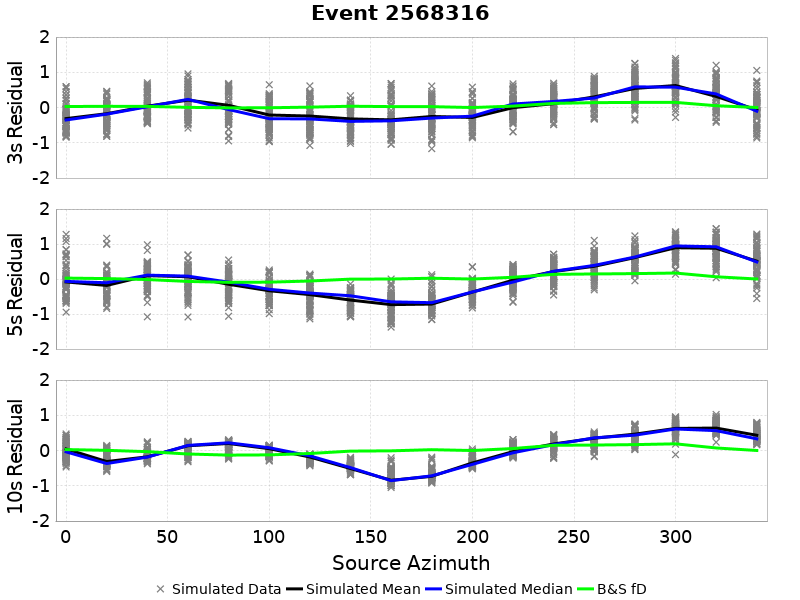 Event 2568316
2
1
0
-1
-2
3s Residual
2
1
0
-1
-2
5s Residual
2
1
0
-1
-2
10s Residual
0 50 100 150 200 250 300
Source Azimuth
Simulated Data Simulated Mean Simulated Median B&S fD